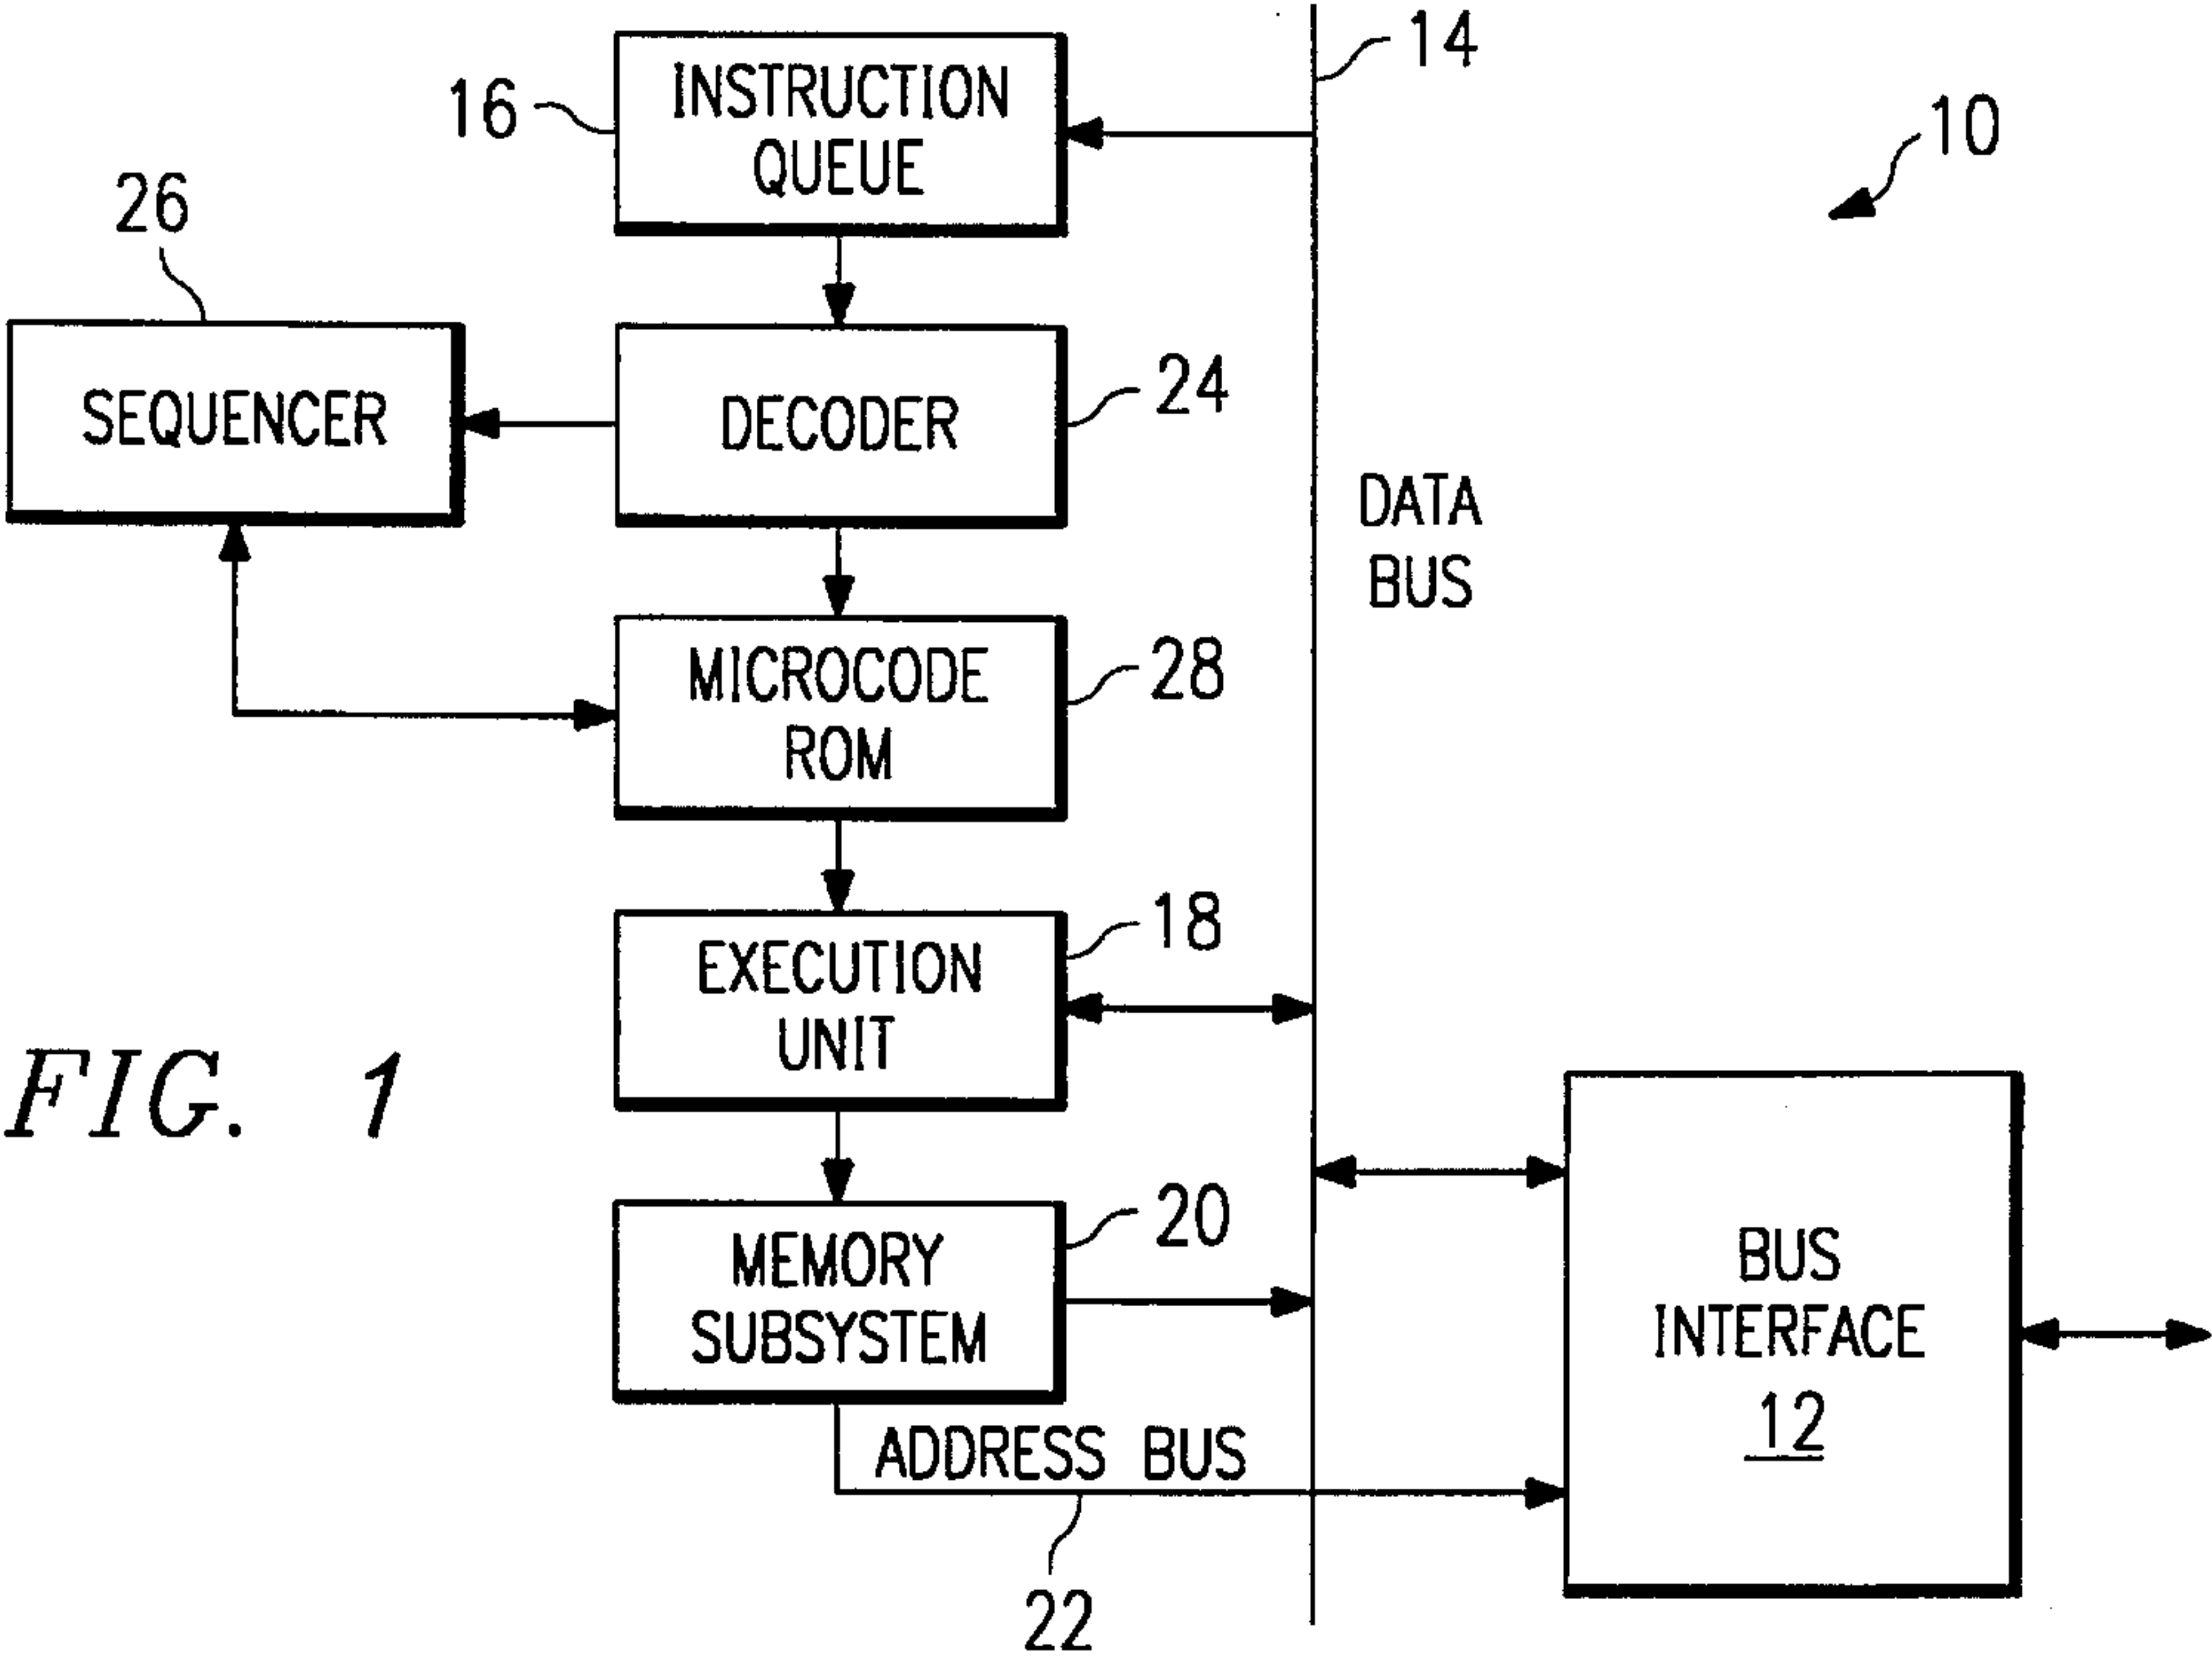 14
INSTRUCTION
QUEUE
16
10
26
SEQUENCER
DECODER
24
DATA
BUS
MICROCODE
ROM
28
EXECUTION
UNIT
18
FIG. 1
MEMORY
SUBSYSTEM
20
BUS
INTERFACE
12
ADDRESS BUS
22